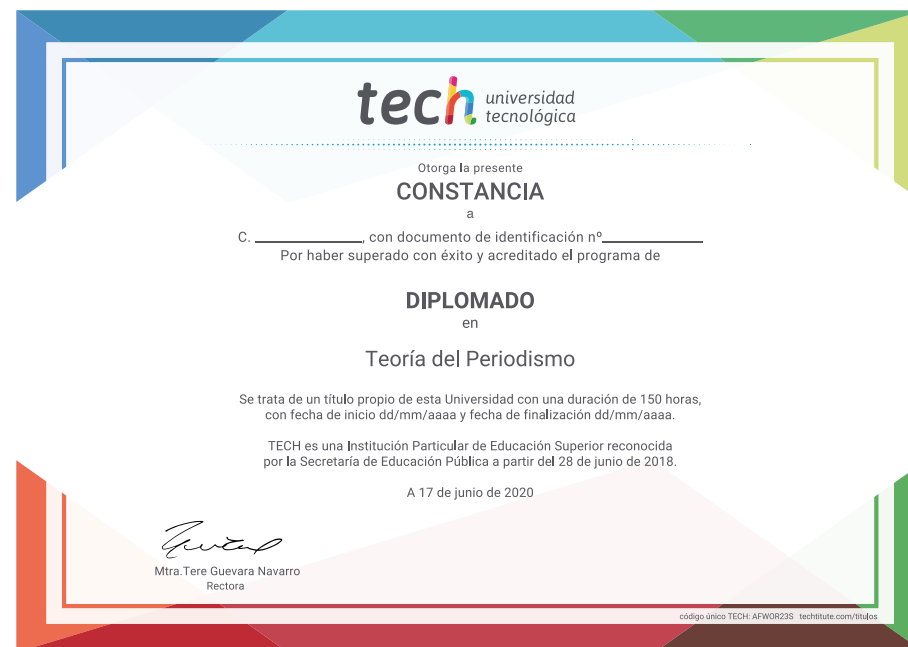 tech universidad
tecnológica
Otorga la presente
CONSTANCIA
a
C. ____________, con documento de identificación nº____________
Por haber superado con éxito y acreditado el programa de
DIPLOMADO
en
Teoría del Periodismo
Se trata de un título propio de esta Universidad con una duración de 150 horas,
con fecha de inicio dd/mm/aaaa y fecha de finalización dd/mm/aaaa.
TECH es una Institución Particular de Educación Superior reconocida
por la Secretaría de Educación Pública a partir del 28 de junio de 2018.
A 17 de junio de 2020
Mtra.Tere Guevara Navarro
Rectora
código único TECH: AFWOR23S techtitute.com/titulos